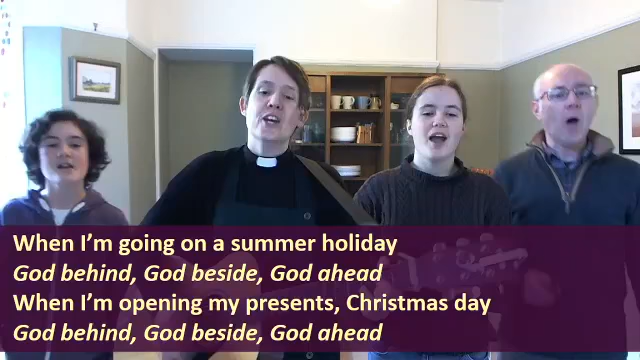 When I'm going on a summer holiday
God behind, God beside, God ahead
When I'm opening my presents, Christmas day
God behind, God beside, God ahead